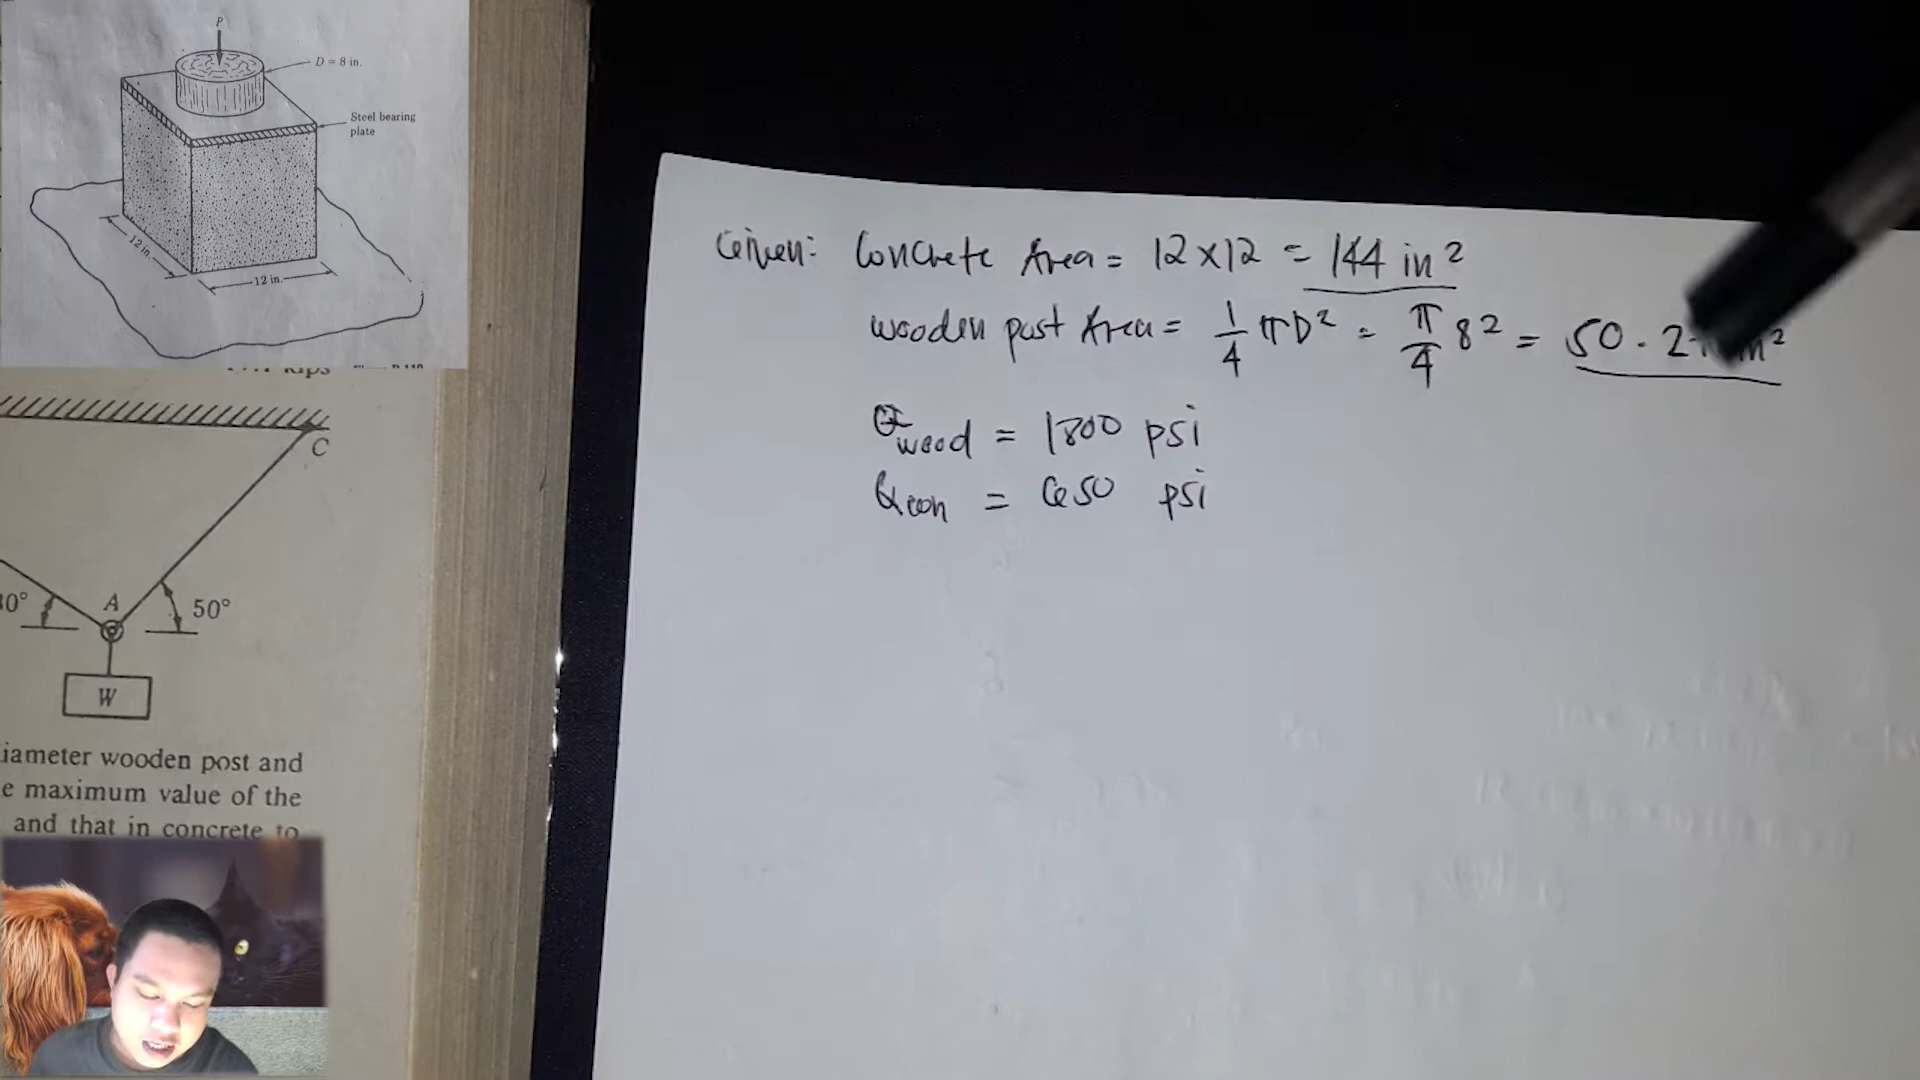 P
D = 8 in.
Steel bearing
plate
12 in.
12 in.
kips
C
A
50°
W
iameter wooden post and
e maximum value of the
and that in concrete to
Given: Concrete Area = 12x12 = 144 in²
wooden post Area = 1/4 πD² = π/4 8² = 50.2
σwood = 1800 psi
σcon = 650 psi